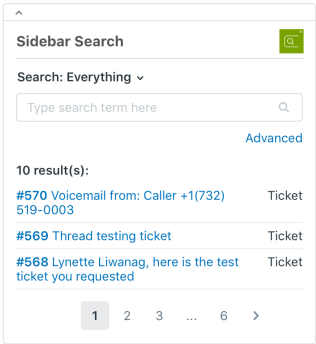 Sidebar Search
Search: Everything
Type search term here
Advanced
10 result(s):
#570 Voicemail from: Caller +1(732) Ticket
519-0003
#569 Thread testing ticket Ticket
#568 Lynette Liwanag, here is the test Ticket
ticket you requested
1 2 3 ... 6